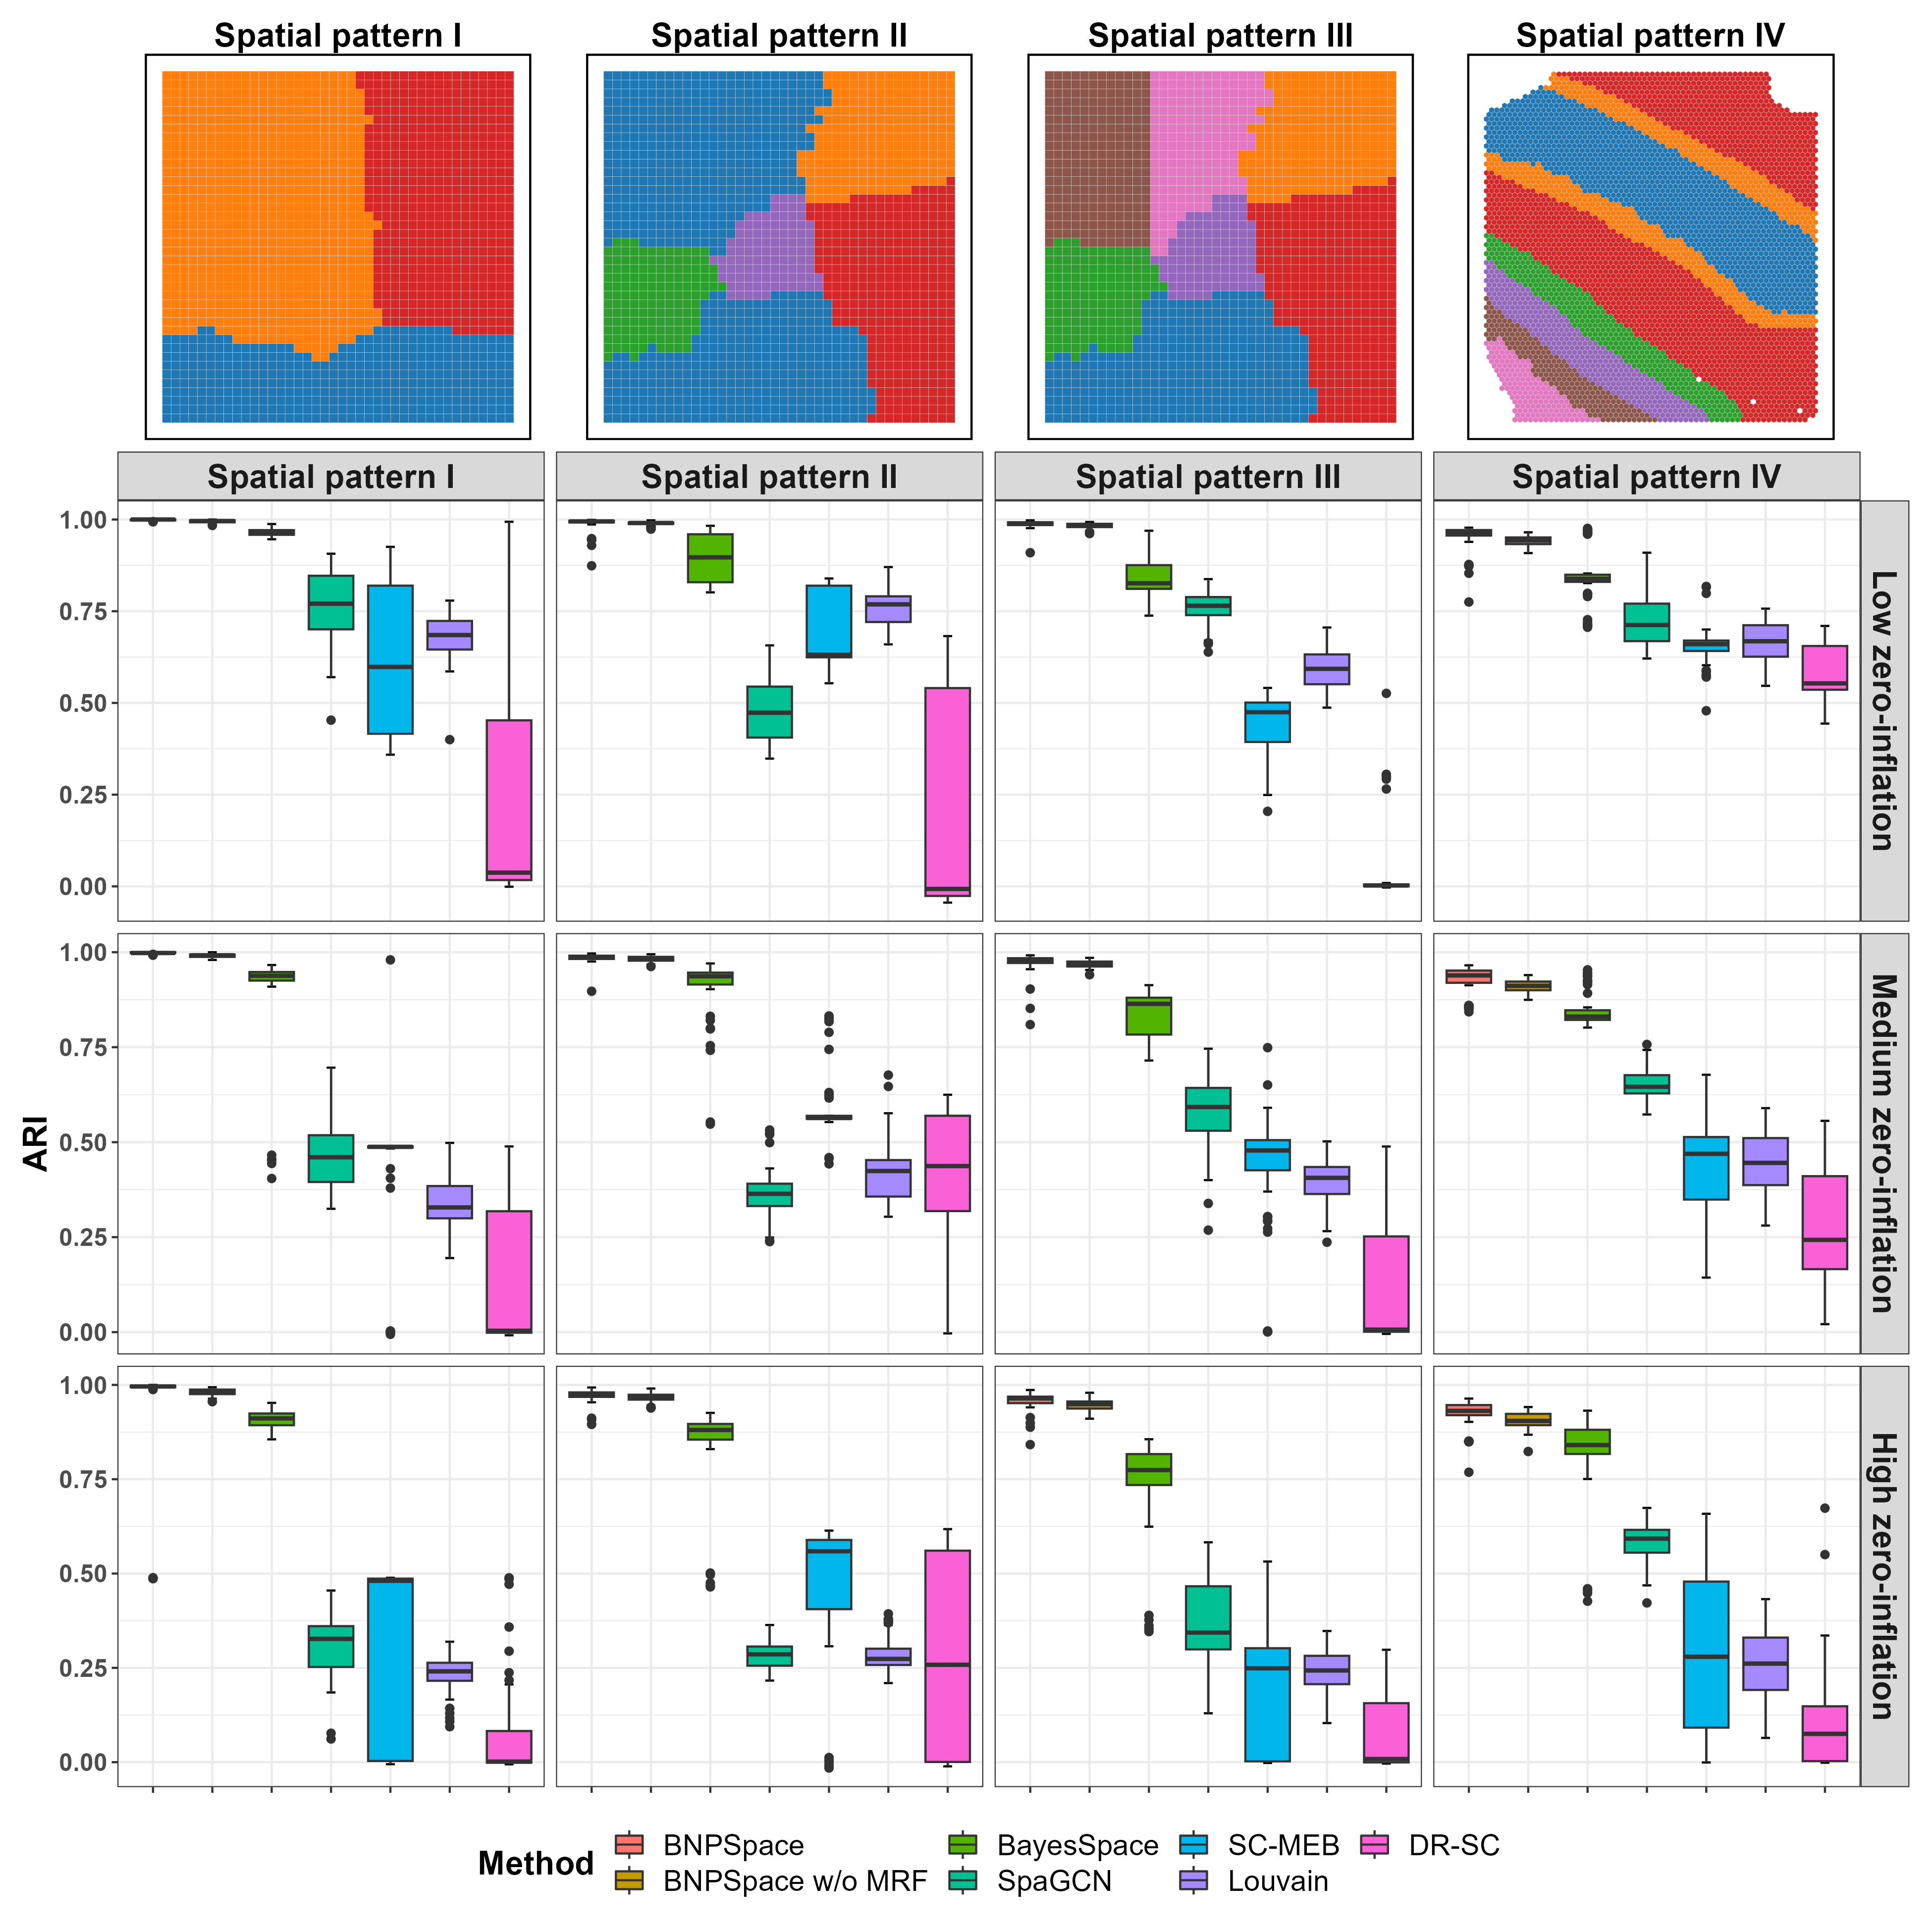 Spatial pattern I Spatial pattern II Spatial pattern III Spatial pattern IV
Spatial pattern I Spatial pattern II Spatial pattern III Spatial pattern IV
1.00
0.75
0.50
0.25
0.00
Low zero-inflation
1.00
0.75
0.50
0.25
0.00
Medium zero-inflation
ARI
1.00
0.75
0.50
0.25
0.00
High zero-inflation
Method
BNPSpace BayesSpace SC-MEB DR-SC
BNPSpace w/o MRF SpaGCN Louvain